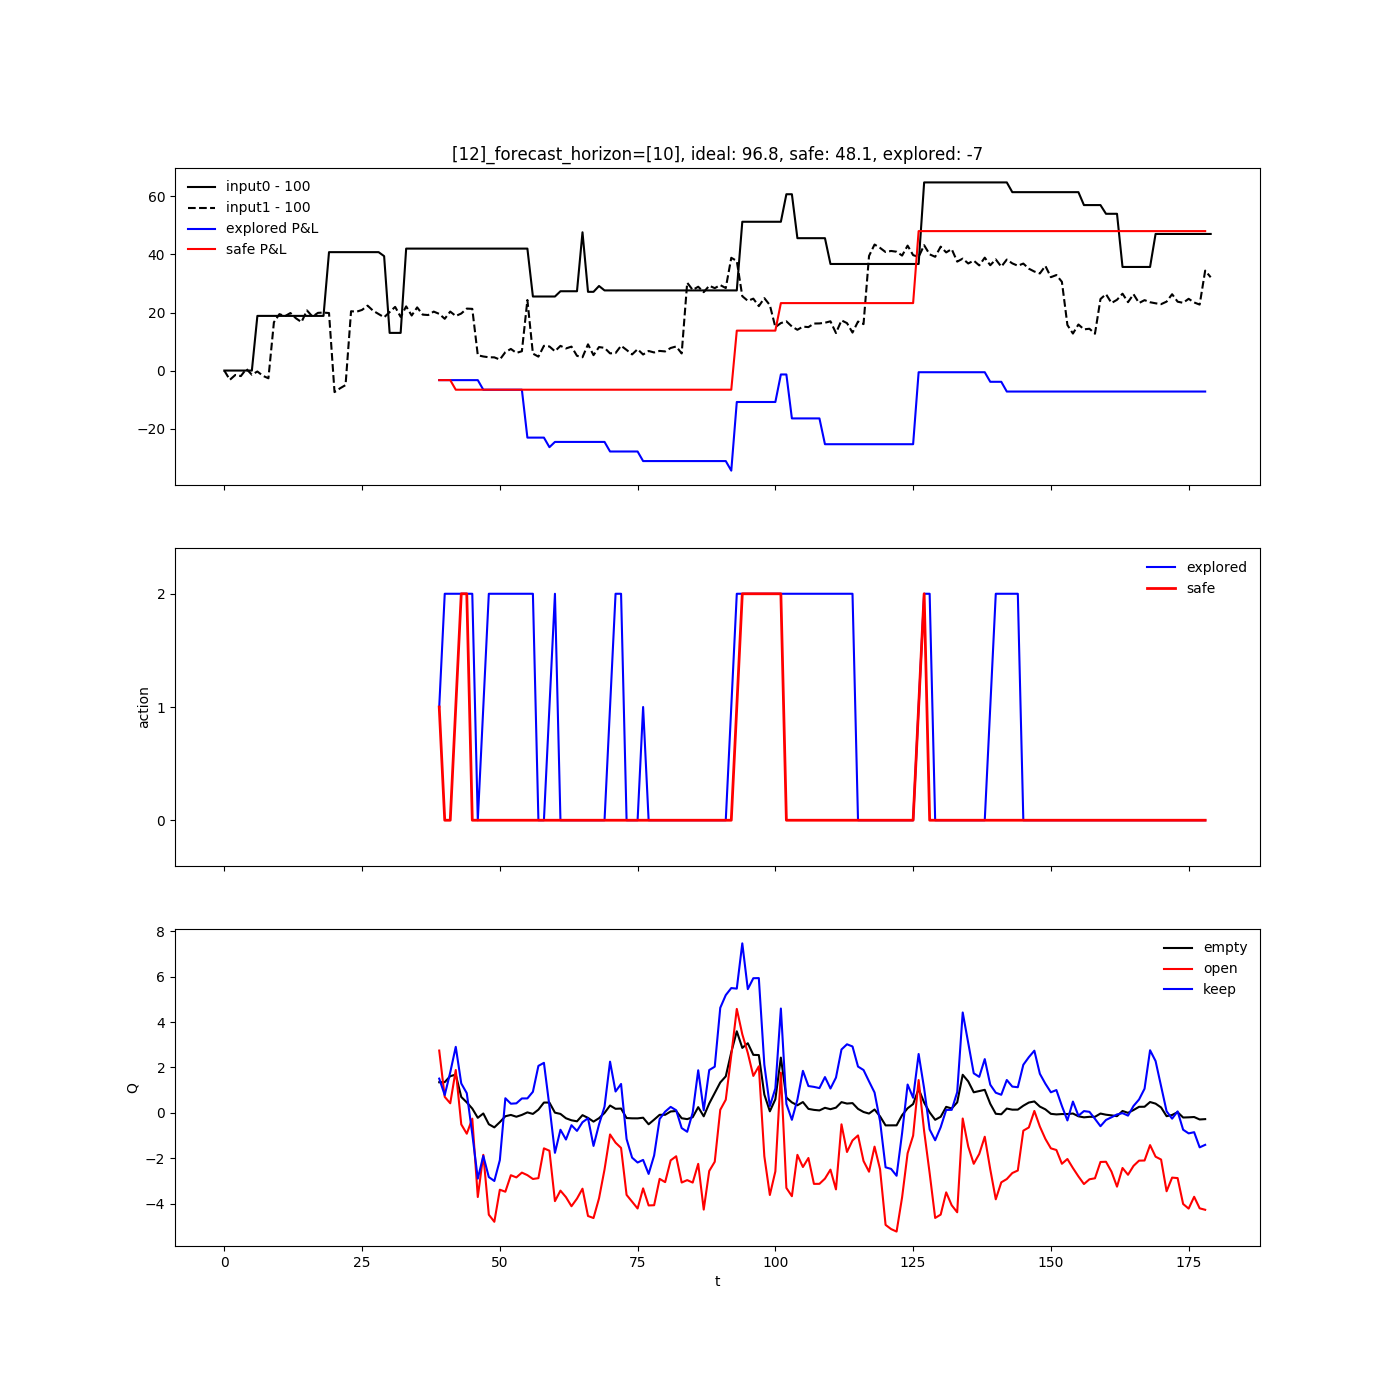 [12]_forecast_horizon=[10], ideal: 96.8, safe: 48.1, explored: -7
input0 - 100
input1 - 100
explored P&L
safe P&L
60
40
20
0
−20
explored
safe
2
1
0
action
empty
open
keep
8
6
4
2
0
−2
−4
Q
0 25 50 75 100 125 150 175
t